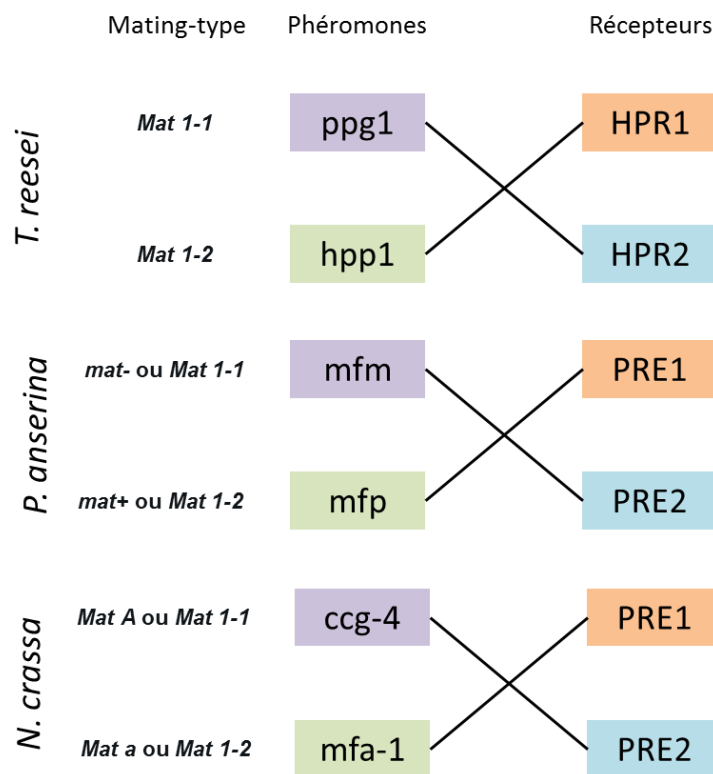 Mating-type Phéromones Récepteurs
T. reesei
Mat 1-1 ppg1 HPR1
Mat 1-2 hpp1 HPR2
P. anserina
mat- ou Mat 1-1 mfm PRE1
mat+ ou Mat 1-2 mfp PRE2
N. crassa
Mat A ou Mat 1-1 ccg-4 PRE1
Mat a ou Mat 1-2 mfa-1 PRE2